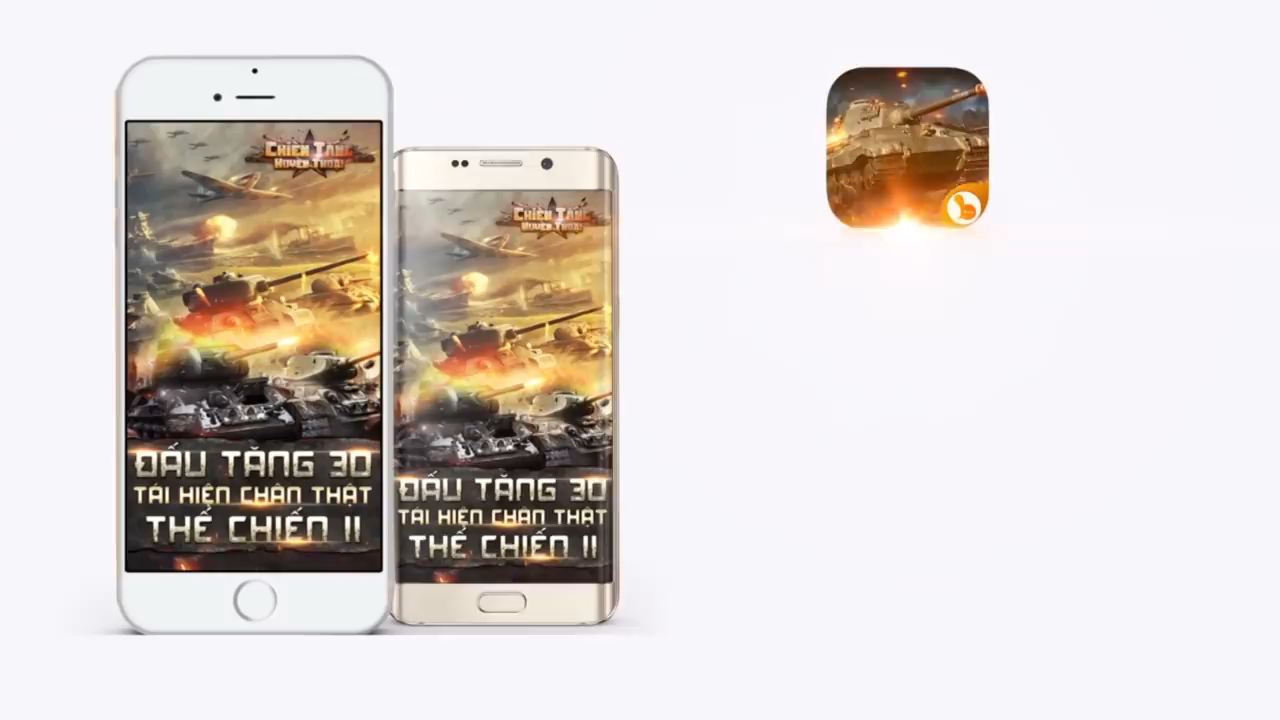 CHIẾN TĂNG
HUYỀN THOẠI
ĐẤU TĂNG 3D
TÁI HIỆN CHÂN THẬT
THẾ CHIẾN II
CHIẾN TĂNG
HUYỀN THOẠI
ĐẤU TĂNG 3D
TÁI HIỆN CHÂN THẬT
THẾ CHIẾN II